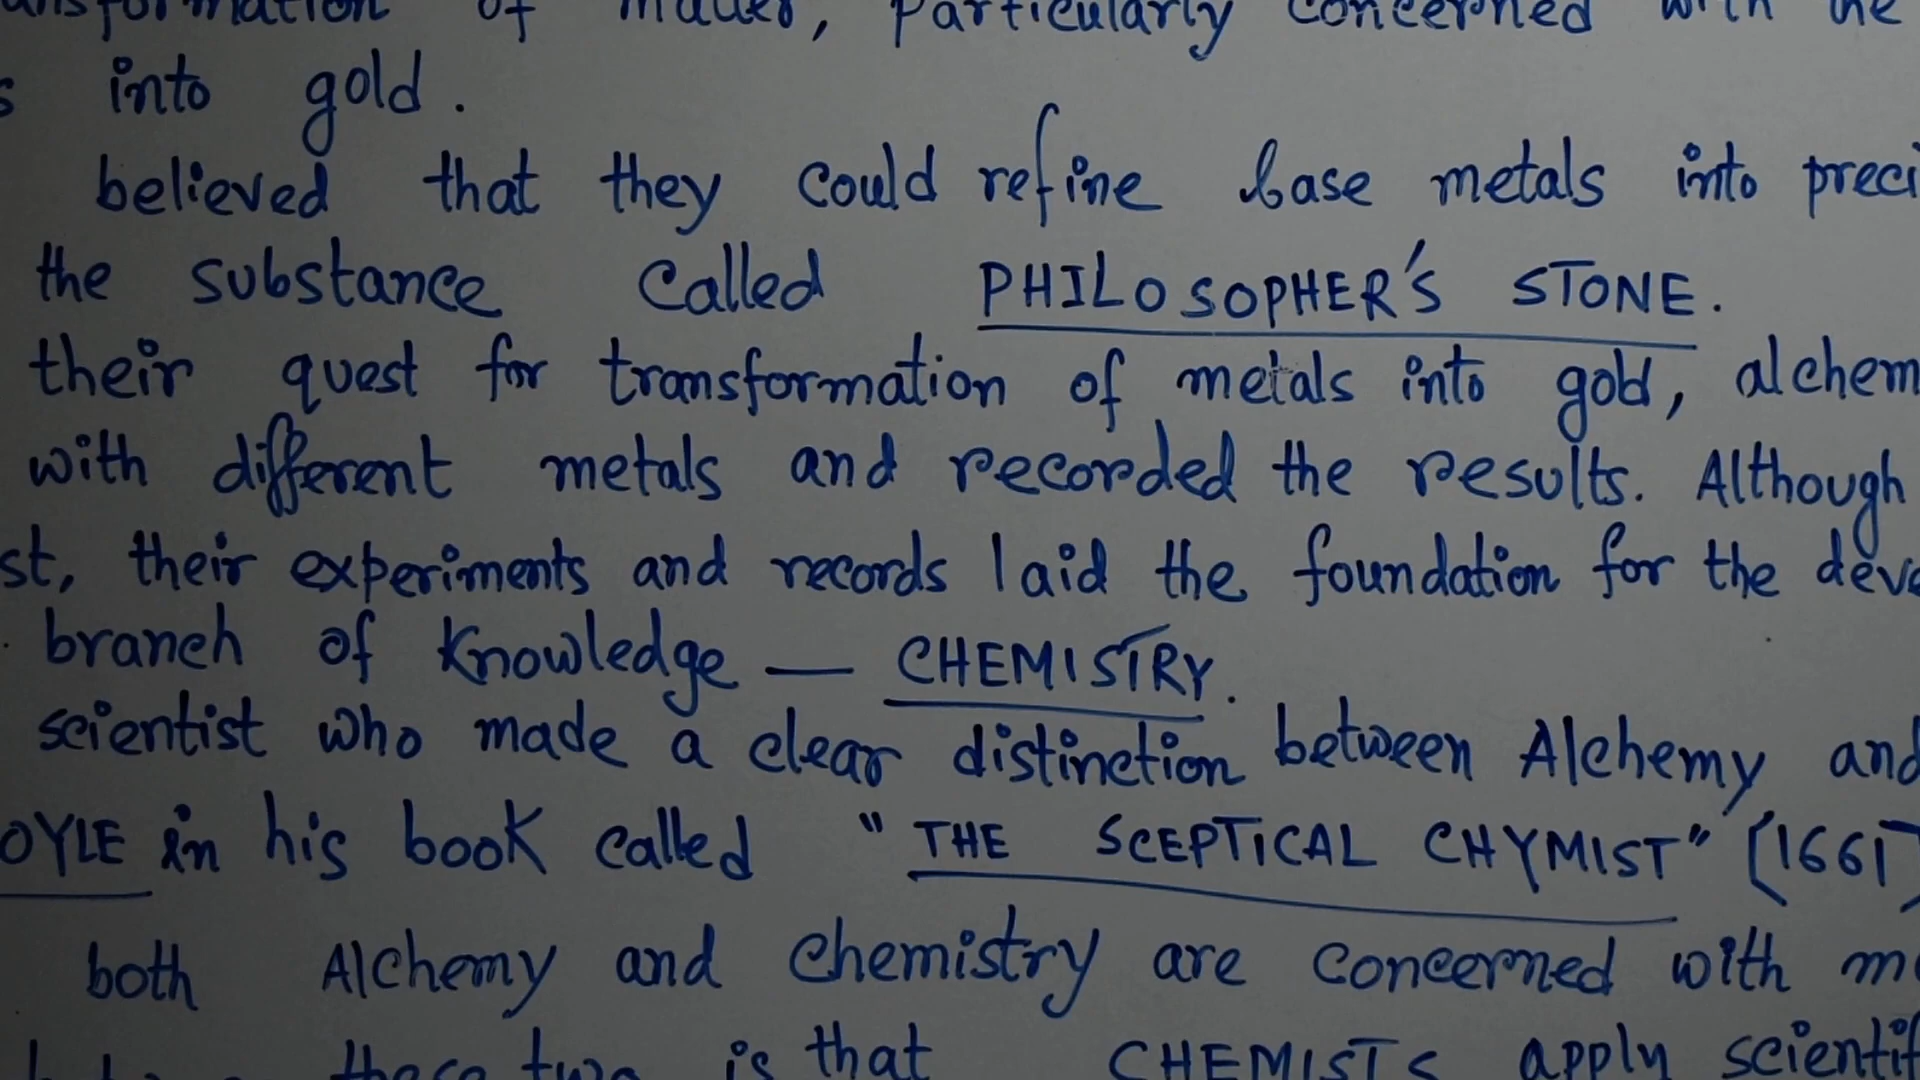 of matter, particularly concerned with the
s into gold.
believed that they could refine base metals into preci
the substance called PHILOSOPHER'S STONE.
their quest for transformation of metals into gold, alchem
with different metals and recorded the results. Although
st, their experiments and records laid the foundation for the deve
branch of knowledge — CHEMISTRY.
scientist who made a clear distinction between Alchemy and
OYLE in his book called "THE SCEPTICAL CHYMIST" (1661)
both Alchemy and chemistry are concerned with m
these two is that CHEMISTS apply scientif